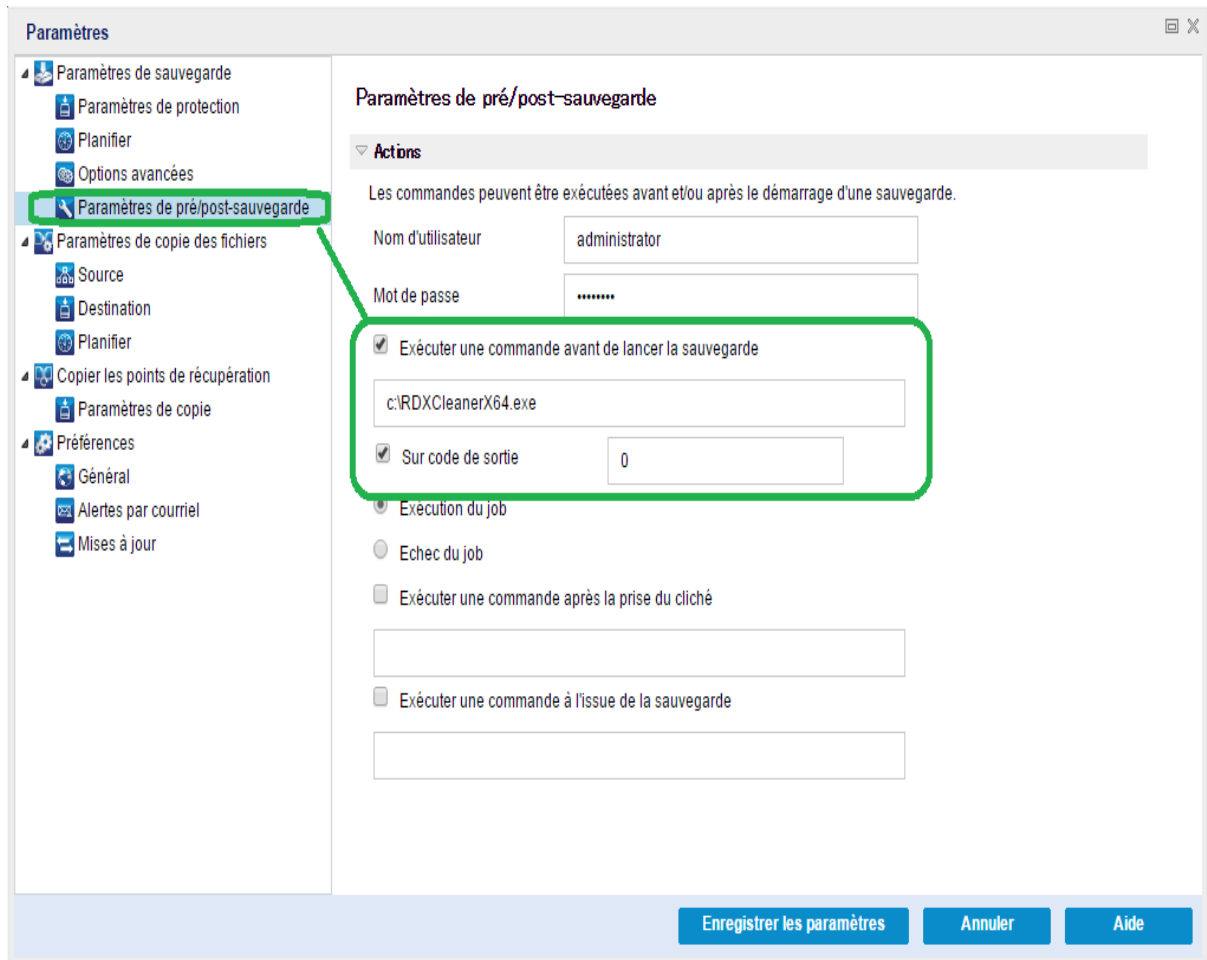 Paramètres
Paramètres de sauvegarde
Paramètres de protection
Planifier
Options avancées
Paramètres de pré/post-sauvegarde
Paramètres de copie des fichiers
Source
Destination
Planifier
Copier les points de récupération
Paramètres de copie
Préférences
Général
Alertes par courriel
Mises à jour
Paramètres de pré/post-sauvegarde
Actions
Les commandes peuvent être exécutées avant et/ou après le démarrage d'une sauvegarde.
Nom d'utilisateur administrator
Mot de passe ••••••••
Exécuter une commande avant de lancer la sauvegarde
c:\RDXCleanerX64.exe
Sur code de sortie 0
Exécution du job
Echec du job
Exécuter une commande après la prise du cliché
Exécuter une commande à l'issue de la sauvegarde
Enregistrer les paramètres Annuler Aide